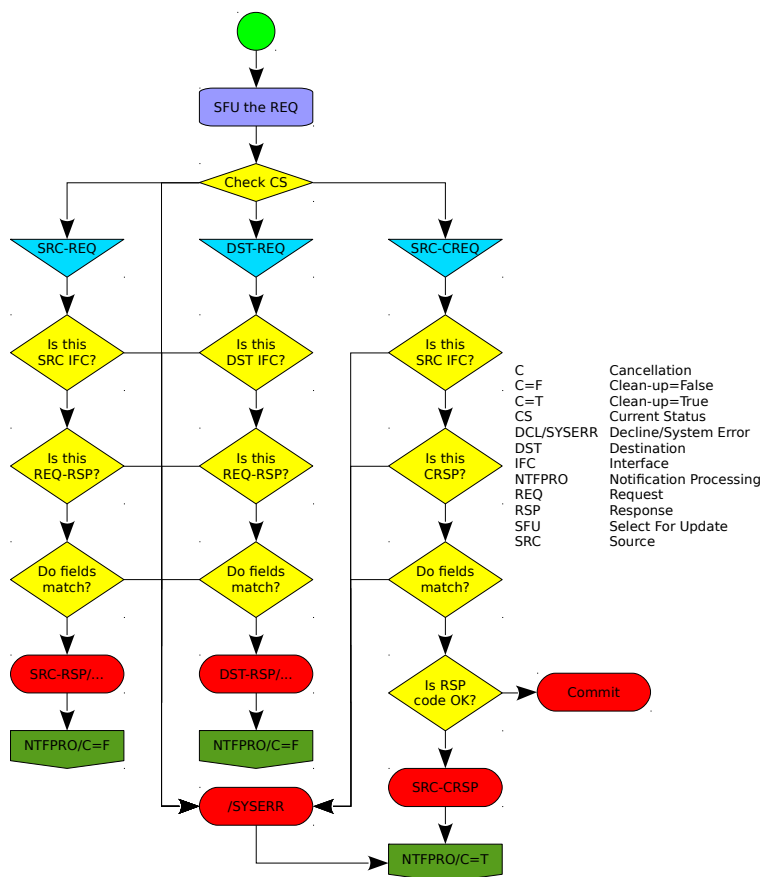 SFU the REQ
Check CS
SRC-REQ
DST-REQ
SRC-CREQ
Is this
SRC IFC?
Is this
DST IFC?
Is this
SRC IFC?
Is this
REQ-RSP?
Is this
REQ-RSP?
Is this
CRSP?
Do fields
match?
Do fields
match?
Do fields
match?
SRC-RSP/...
DST-RSP/...
Is RSP
code OK?
Commit
NTFPRO/C=F
NTFPRO/C=F
/SYSERR
SRC-CRSP
NTFPRO/C=T
C Cancellation
C=F Clean-up=False
C=T Clean-up=True
CS Current Status
DCL/SYSERR Decline/System Error
DST Destination
IFC Interface
NTFPRO Notification Processing
REQ Request
RSP Response
SFU Select For Update
SRC Source